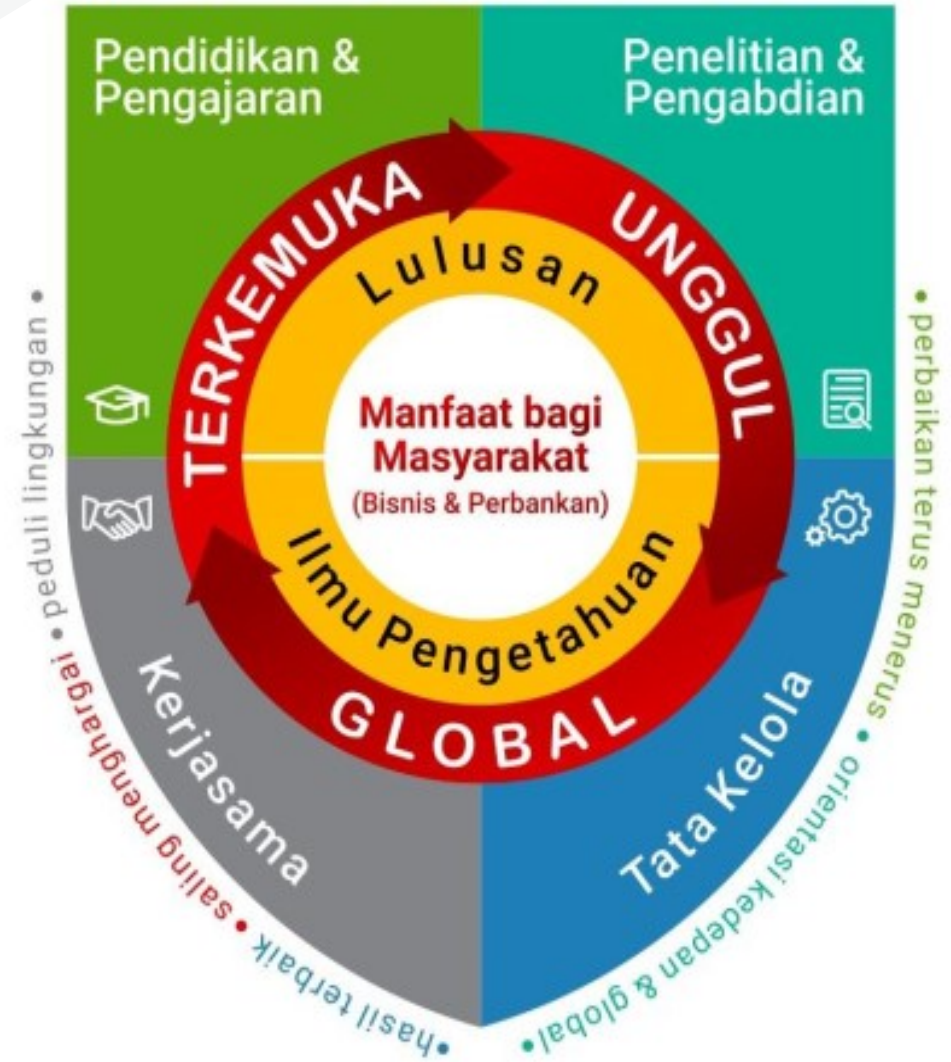 Pendidikan &
Pengajaran
Penelitian &
Pengabdian
TERKEMUKA
UNGGUL
GLOBAL
Lulusan
Manfaat bagi
Masyarakat
(Bisnis & Perbankan)
Ilmu Pengetahuan
Kerjasama
Tata Kelola
• perbaikan terus menerus • orientasi kedepan & global •
• hasil terbaik • saling menghargai • peduli lingkungan •